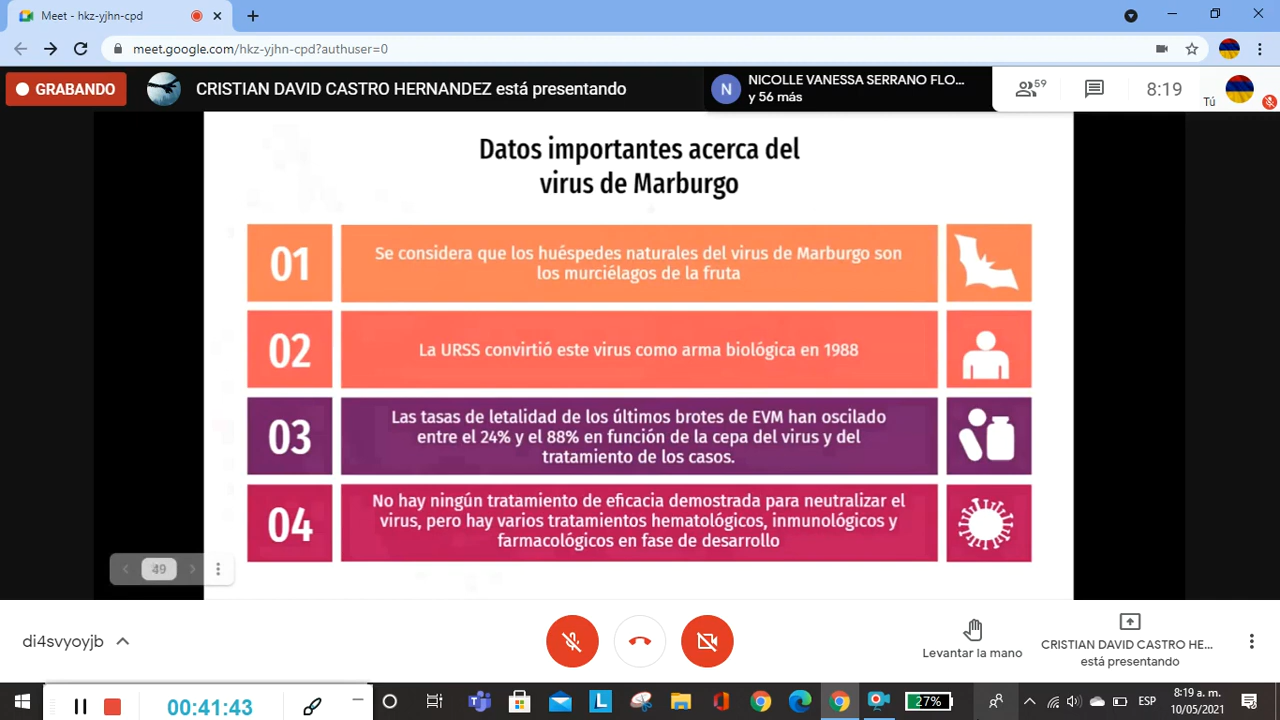 Meet - hkz-yjhn-cpd
meet.google.com/hkz-yjhn-cpd?authuser=0
GRABANDO
CRISTIAN DAVID CASTRO HERNANDEZ está presentando
N
NICOLLE VANESSA SERRANO FLO...
y 56 más
59
8:19
Tú
Datos importantes acerca del
virus de Marburgo
01
Se considera que los huéspedes naturales del virus de Marburgo son
los murciélagos de la fruta
02
La URSS convirtió este virus como arma biológica en 1988
03
Las tasas de letalidad de los últimos brotes de EVM han oscilado
entre el 24% y el 88% en función de la cepa del virus y del
tratamiento de los casos.
04
No hay ningún tratamiento de eficacia demostrada para neutralizar el
virus, pero hay varios tratamientos hematológicos, inmunológicos y
farmacológicos en fase de desarrollo
49
di4svyoyjb
Levantar la mano
CRISTIAN DAVID CASTRO HE...
está presentando
00:41:43
L
27%
ESP
8:19 a. m.
10/05/2021